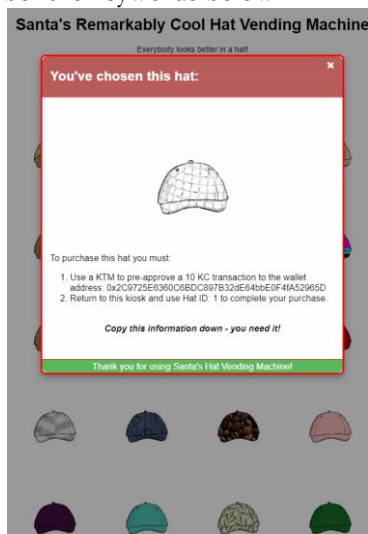 Santa's Remarkably Cool Hat Vending Machine
Everybody looks better in a hat!
You've chosen this hat:
×
To purchase this hat you must:
1. Use a KTM to pre-approve a 10 KC transaction to the wallet
address: 0x2C9725E6360C6BDC897B32dE64bbE0F4fA52965D
2. Return to this kiosk and use Hat ID: 1 to complete your purchase.
Copy this information down - you need it!
Thank you for using Santa's Hat Vending Machine!